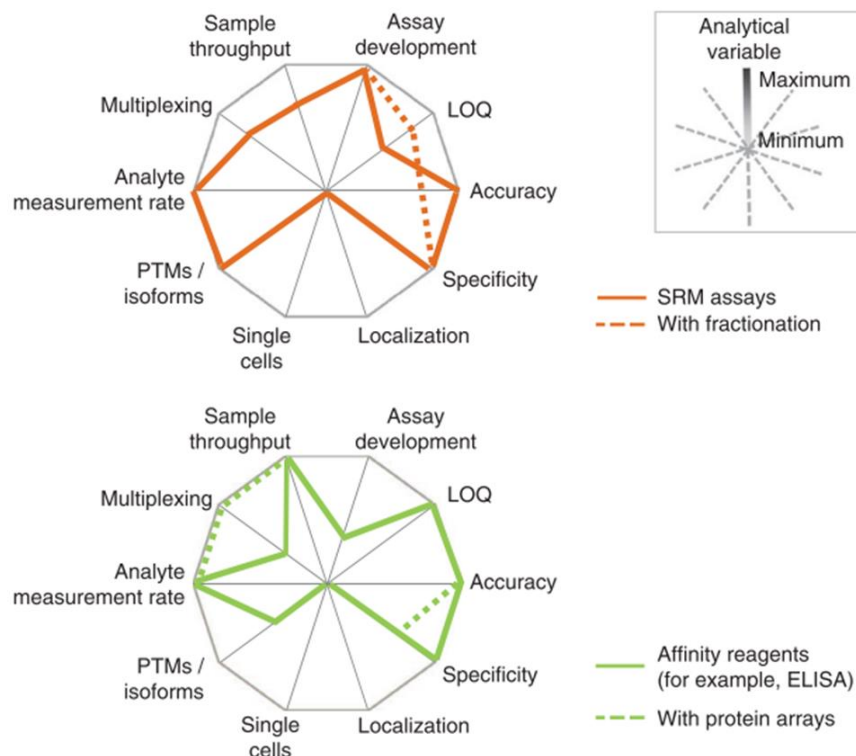 Sample
throughput
Assay
development
Multiplexing
LOQ
Analyte
measurement rate
Accuracy
PTMs /
isoforms
Specificity
Single
cells
Localization
Analytical
variable
Maximum
Minimum
SRM assays
With fractionation
Sample
throughput
Assay
development
Multiplexing
LOQ
Analyte
measurement rate
Accuracy
PTMs /
isoforms
Specificity
Single
cells
Localization
Affinity reagents
(for example, ELISA)
With protein arrays